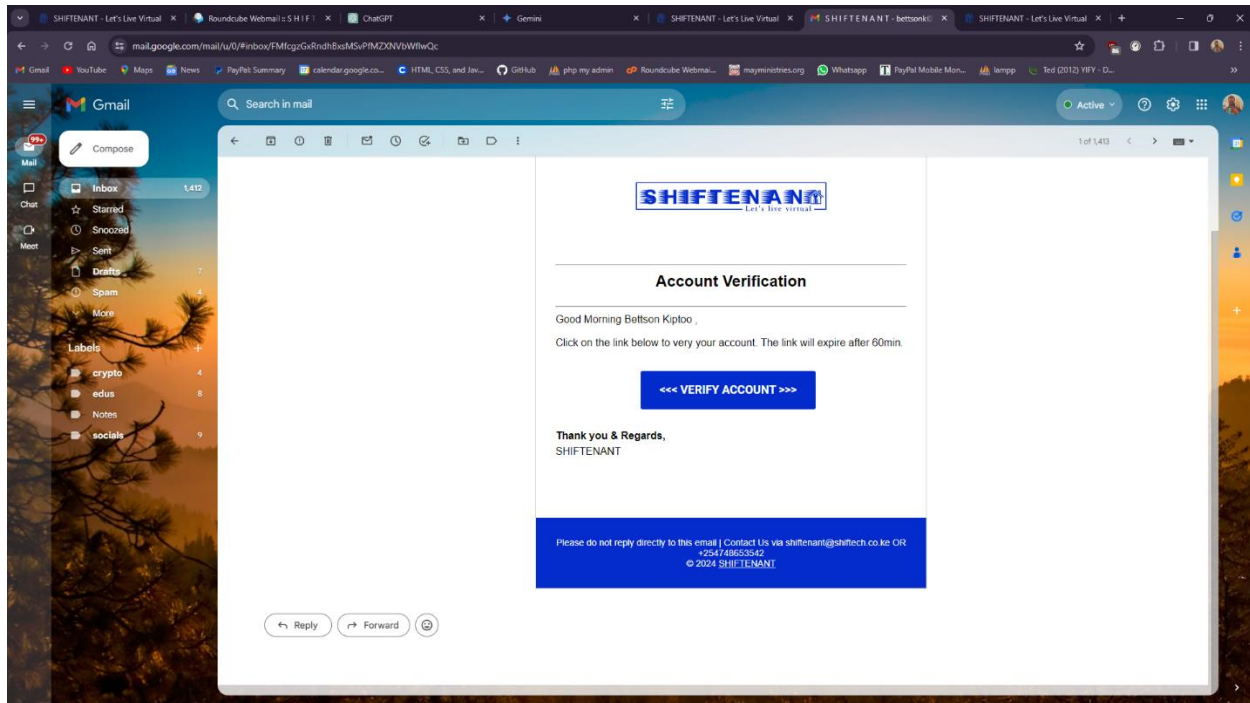 SHIFTENANT - Let's Live Virtual
Roundcube Webmail :: S H I F T
ChatGPT
Gemini
SHIFTENANT - Let's Live Virtual
S H I F T E N A N T - bettsonki
SHIFTENANT - Let's Live Virtual
mail.google.com/mail/u/0/#inbox/FMfcgzGxRndhBxsMSvPfMZXNVbWflwQc
Gmail
YouTube
Maps
News
PayPal: Summary
calendar.google.co...
HTML, CSS, and Jav...
GitHub
php my admin
Roundcube Webmai...
mayministries.org
Whatsapp
PayPal Mobile Mon...
lampp
Ted (2012) YIFY - D...
Gmail
Search in mail
Active
99+
Mail
Chat
Meet
Compose
Inbox 1,412
Starred
Snoozed
Sent
Drafts 7
Spam 4
More
Labels
crypto 4
edus 8
Notes
socials 9
1 of 1,413
SHIFTENANT
Let's live virtual
Account Verification
Good Morning Bettson Kiptoo ,
Click on the link below to very your account. The link will expire after 60min.
<<< VERIFY ACCOUNT >>>
Thank you & Regards,
SHIFTENANT
Please do not reply directly to this email | Contact Us via shiftenant@shiftech.co.ke OR
+254748653542
© 2024 SHIFTENANT
Reply
Forward